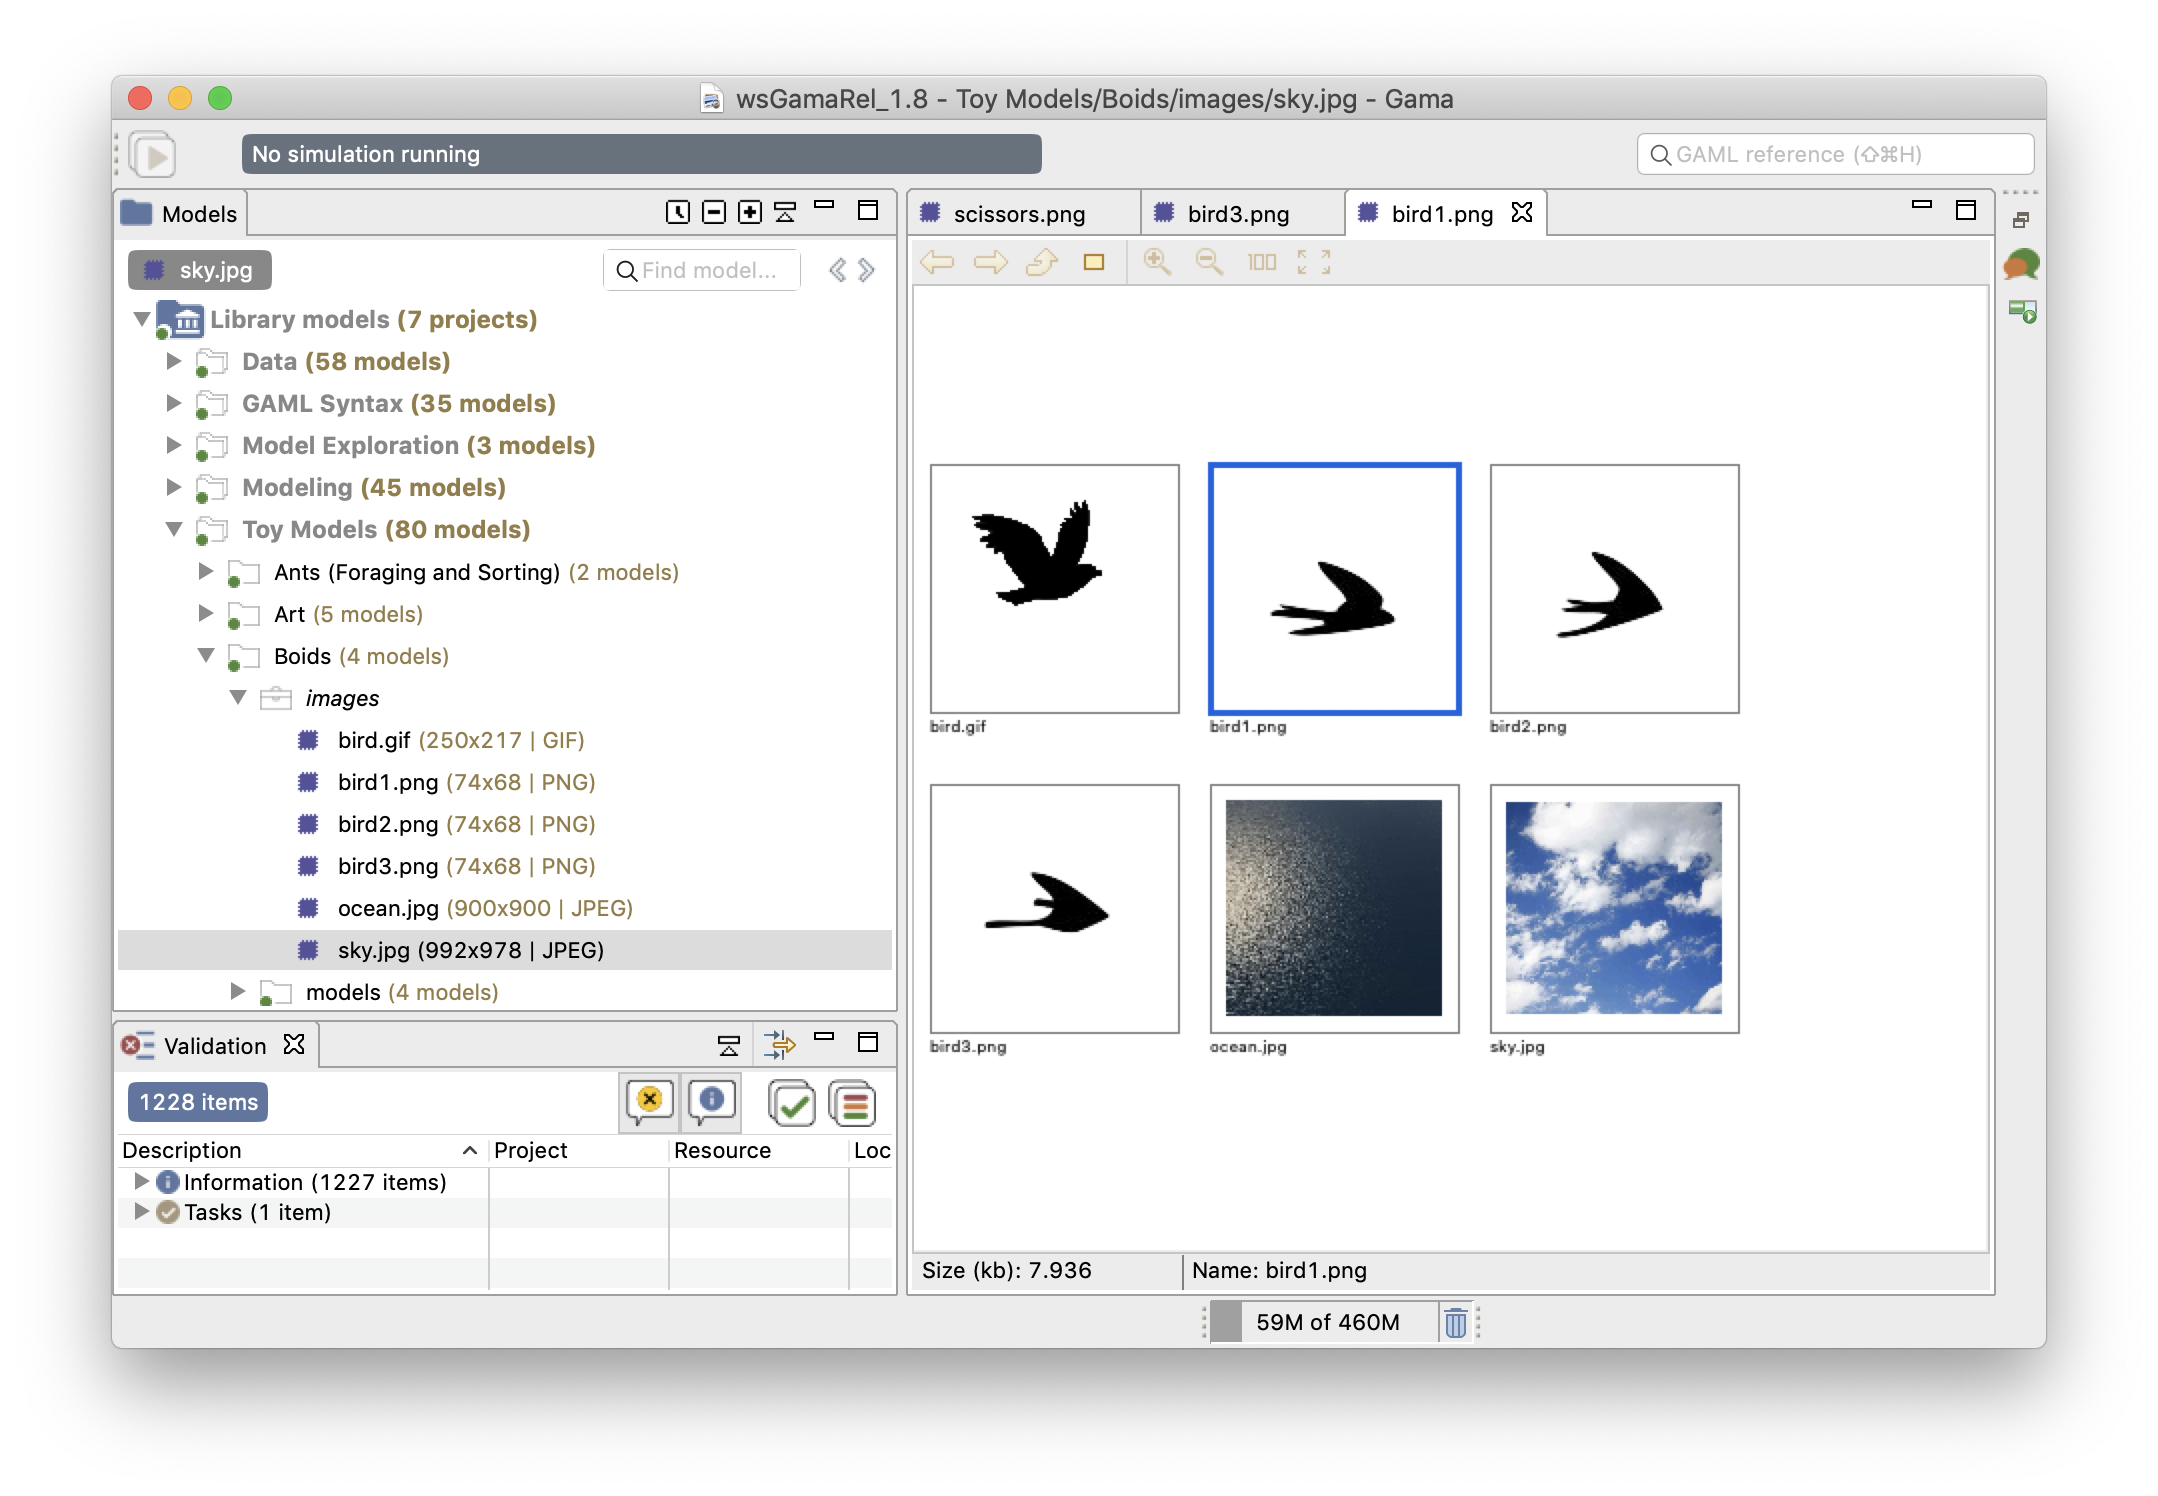 wsGamaRel_1.8 - Toy Models/Boids/images/sky.jpg - Gama
No simulation running
GAML reference (⇧⌘H)
Models
sky.jpg
Find model...
Library models (7 projects)
Data (58 models)
GAML Syntax (35 models)
Model Exploration (3 models)
Modeling (45 models)
Toy Models (80 models)
Ants (Foraging and Sorting) (2 models)
Art (5 models)
Boids (4 models)
images
bird.gif (250x217 | GIF)
bird1.png (74x68 | PNG)
bird2.png (74x68 | PNG)
bird3.png (74x68 | PNG)
ocean.jpg (900x900 | JPEG)
sky.jpg (992x978 | JPEG)
models (4 models)
Validation
1228 items
Description Project Resource Loc
Information (1227 items)
Tasks (1 item)
scissors.png bird3.png bird1.png
100
bird.gif bird1.png bird2.png
bird3.png ocean.jpg sky.jpg
Size (kb): 7.936 Name: bird1.png
59M of 460M